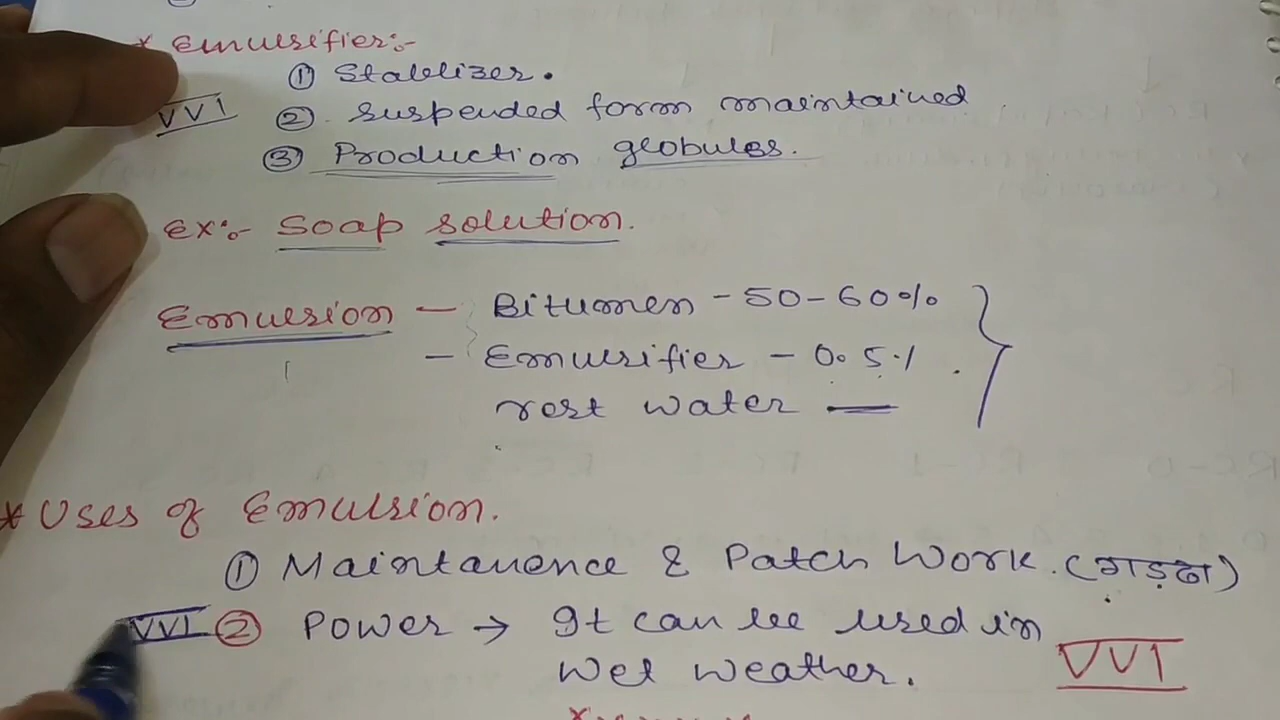 * Emulsifier:-
① Stabilizer.
VVI ② suspended form maintained
③ Production globules.
Ex:- Soap solution.
Emulsion — Bitumen - 50-60%
- Emulsifier - 0.5%
rest water —
* Uses of Emulsion.
① Maintauence & Patch Work. (गड़ढा)
VVI ② Power → It can be used in
Wet weather. VVI